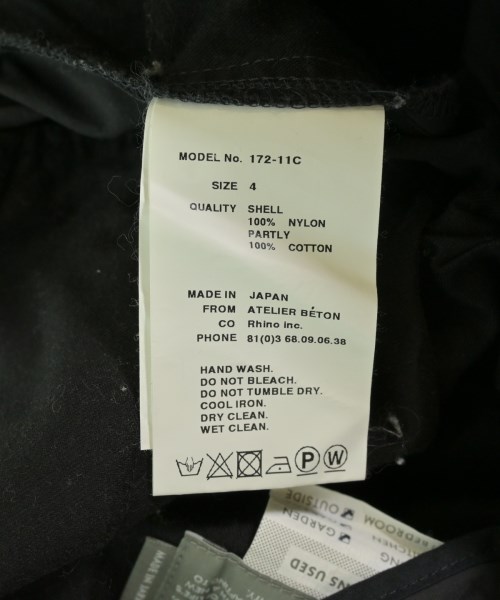 MODEL No. 172-11C
SIZE 4
QUALITY SHELL
100% NYLON
PARTLY
100% COTTON
MADE IN JAPAN
FROM ATELIER BÉTON
CO Rhino inc.
PHONE 81(0)3 68.09.06.38
HAND WASH.
DO NOT BLEACH.
DO NOT TUMBLE DRY.
COOL IRON.
DRY CLEAN.
WET CLEAN.
P W
OUTSIDE
GARDEN
BEDROOM
USED